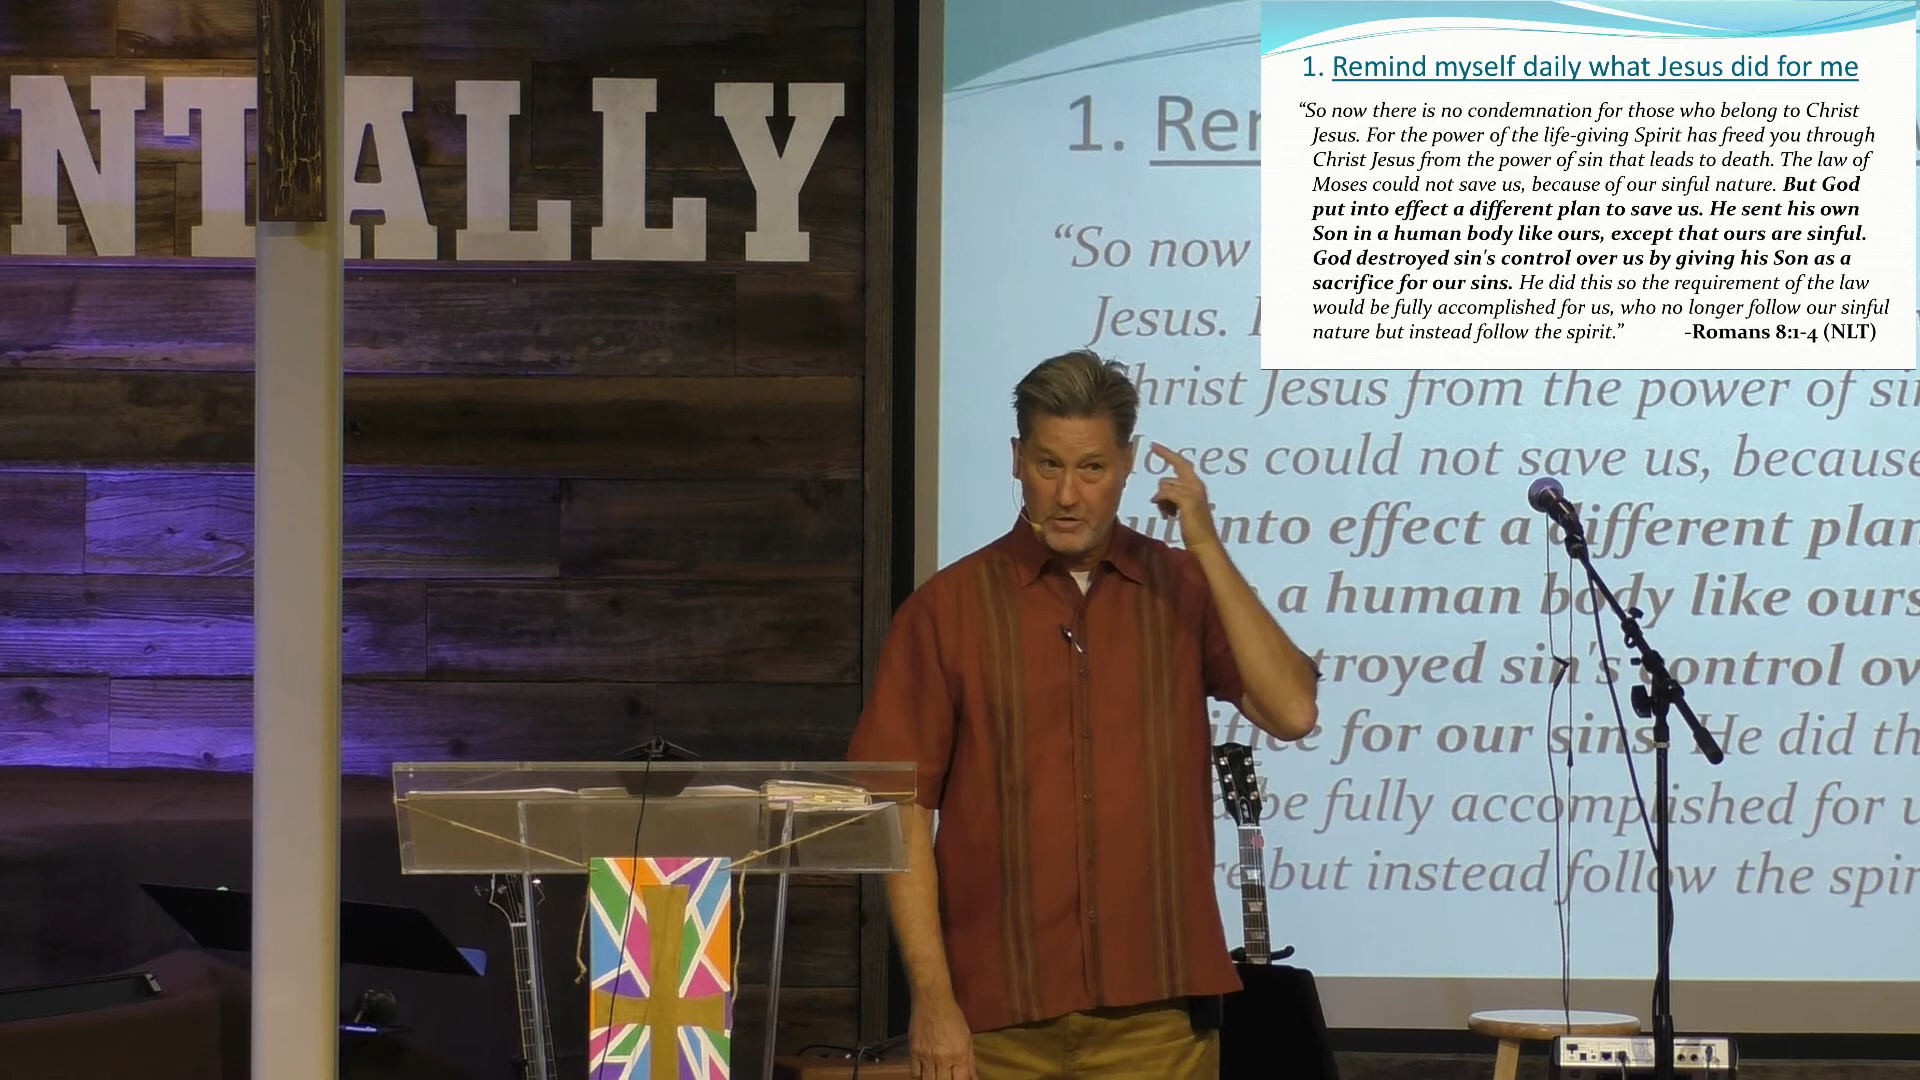 NTALLY
1. Remind myself daily what Jesus did for me
“So now there is no condemnation for those who belong to Christ
Jesus. For the power of the life-giving Spirit has freed you through
Christ Jesus from the power of sin that leads to death. The law of
Moses could not save us, because of our sinful nature. But God
put into effect a different plan to save us. He sent his own
Son in a human body like ours, except that ours are sinful.
God destroyed sin's control over us by giving his Son as a
sacrifice for our sins. He did this so the requirement of the law
would be fully accomplished for us, who no longer follow our sinful
nature but instead follow the spirit.” -Romans 8:1-4 (NLT)
1. Rem
“So now
Jesus.
Christ Jesus from the power of sin
Moses could not save us, because
put into effect a different plan
a human body like ours
destroyed sin's control ov
sacrifice for our sins. He did th
be fully accomplished for u
but instead follow the spir